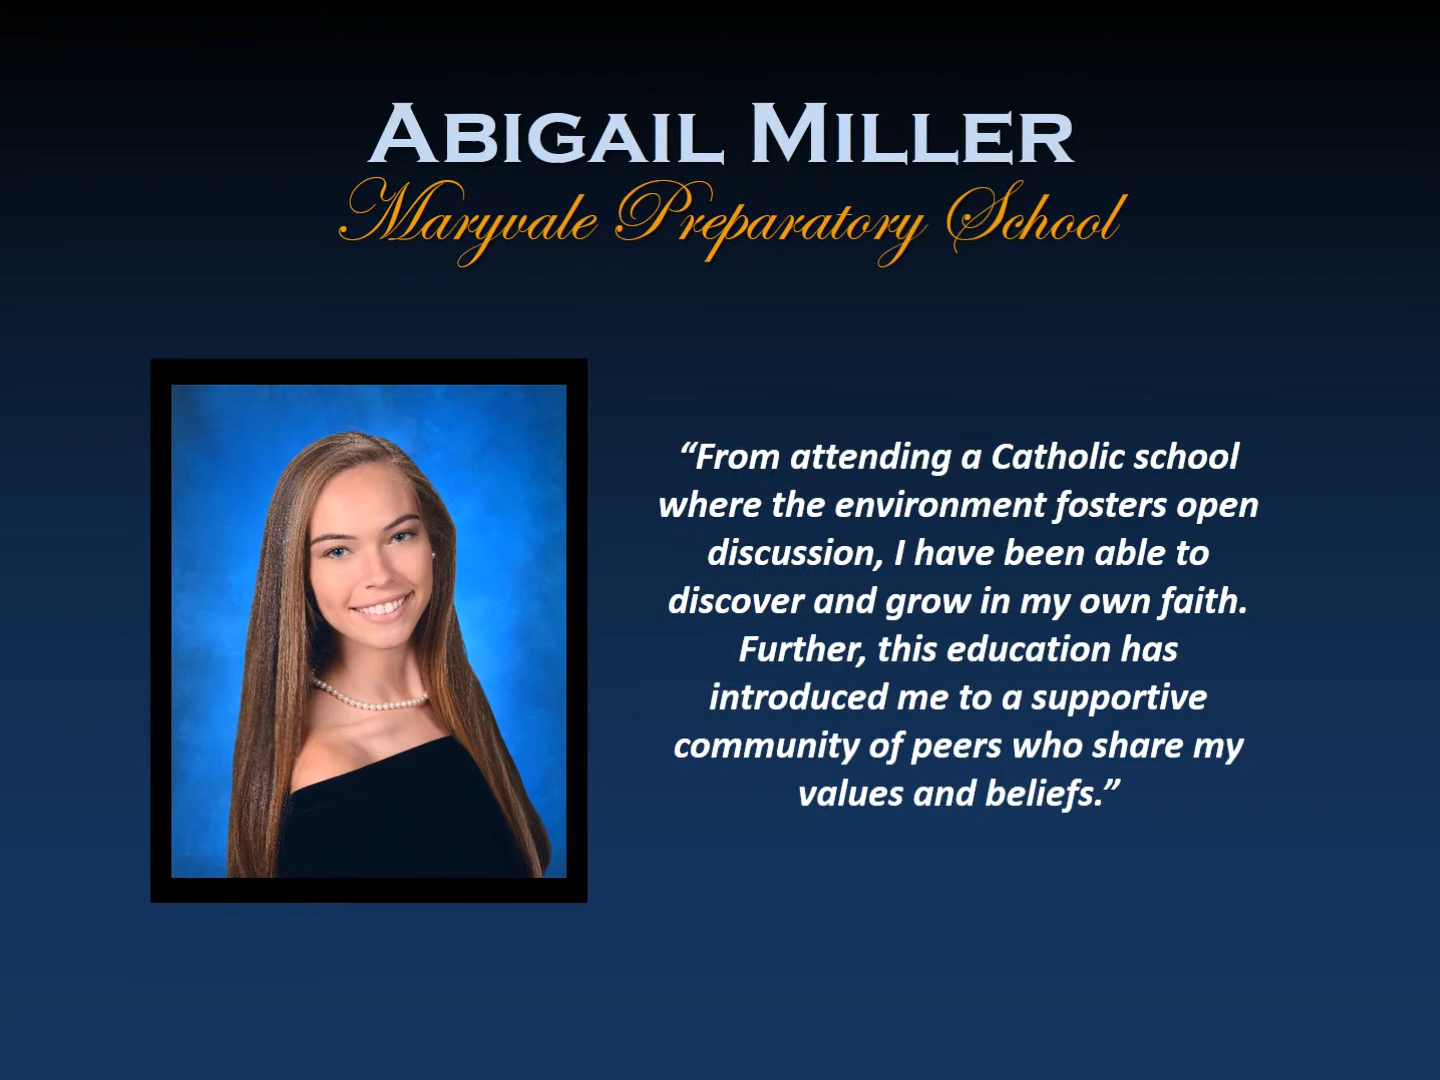 ABIGAIL MILLER
Maryvale Preparatory School
“From attending a Catholic school
where the environment fosters open
discussion, I have been able to
discover and grow in my own faith.
Further, this education has
introduced me to a supportive
community of peers who share my
values and beliefs.”